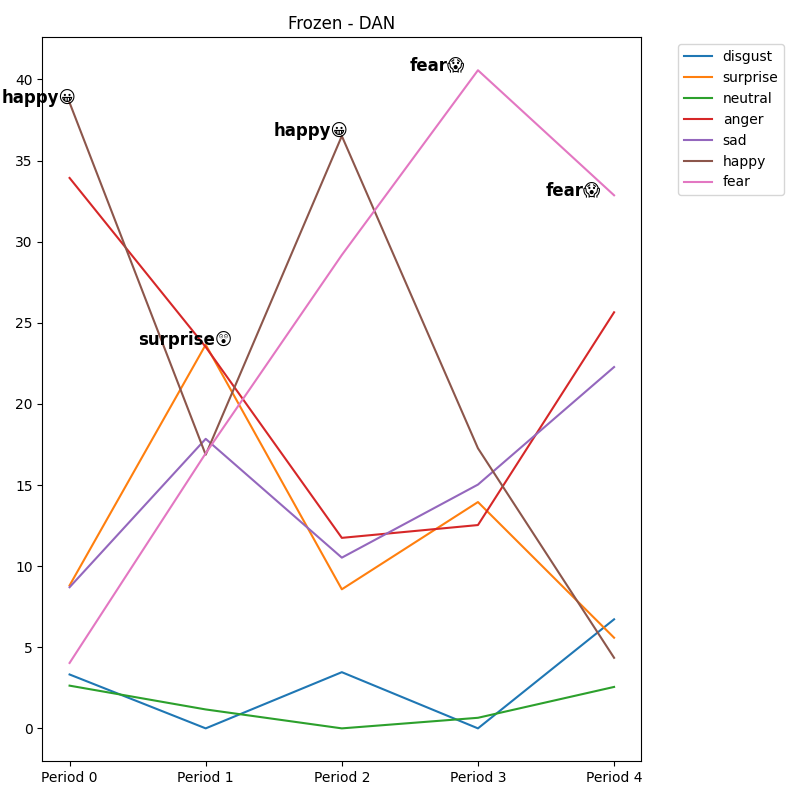 Frozen - DAN
disgust
surprise
neutral
anger
sad
happy
fear
fear😱
40
happy😀
happy😀
35
fear😱
30
25
surprise😲
20
15
10
5
0
Period 0 Period 1 Period 2 Period 3 Period 4